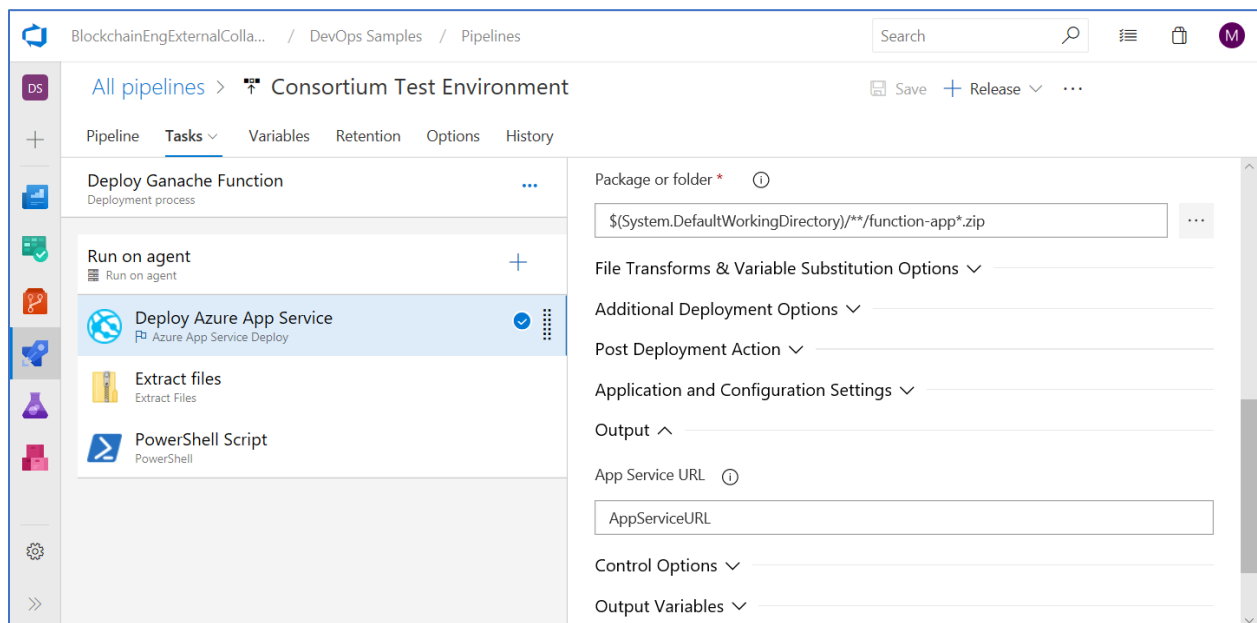 BlockchainEngExternalColla... / DevOps Samples / Pipelines
Search
M
DS
All pipelines > Consortium Test Environment
Save
Release
Pipeline Tasks Variables Retention Options History
Deploy Ganache Function
Deployment process
Run on agent
Run on agent
Deploy Azure App Service
Azure App Service Deploy
Extract files
Extract Files
PowerShell Script
PowerShell
Package or folder *
$(System.DefaultWorkingDirectory)/**/function-app*.zip
File Transforms & Variable Substitution Options
Additional Deployment Options
Post Deployment Action
Application and Configuration Settings
Output
App Service URL
AppServiceURL
Control Options
Output Variables